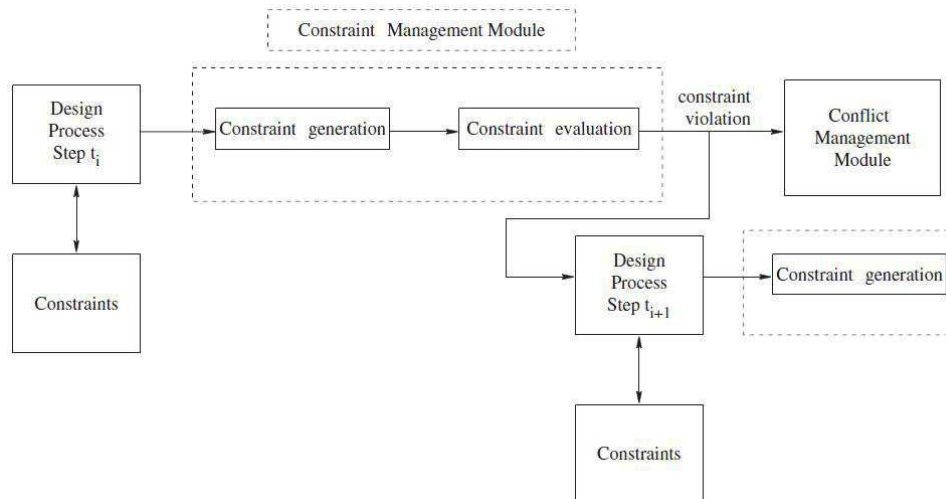 Constraint Management Module
Design
Process
Step t_i
Constraint generation
Constraint evaluation
constraint
violation
Conflict
Management
Module
Constraints
Design
Process
Step t_{i+1}
Constraint generation
Constraints